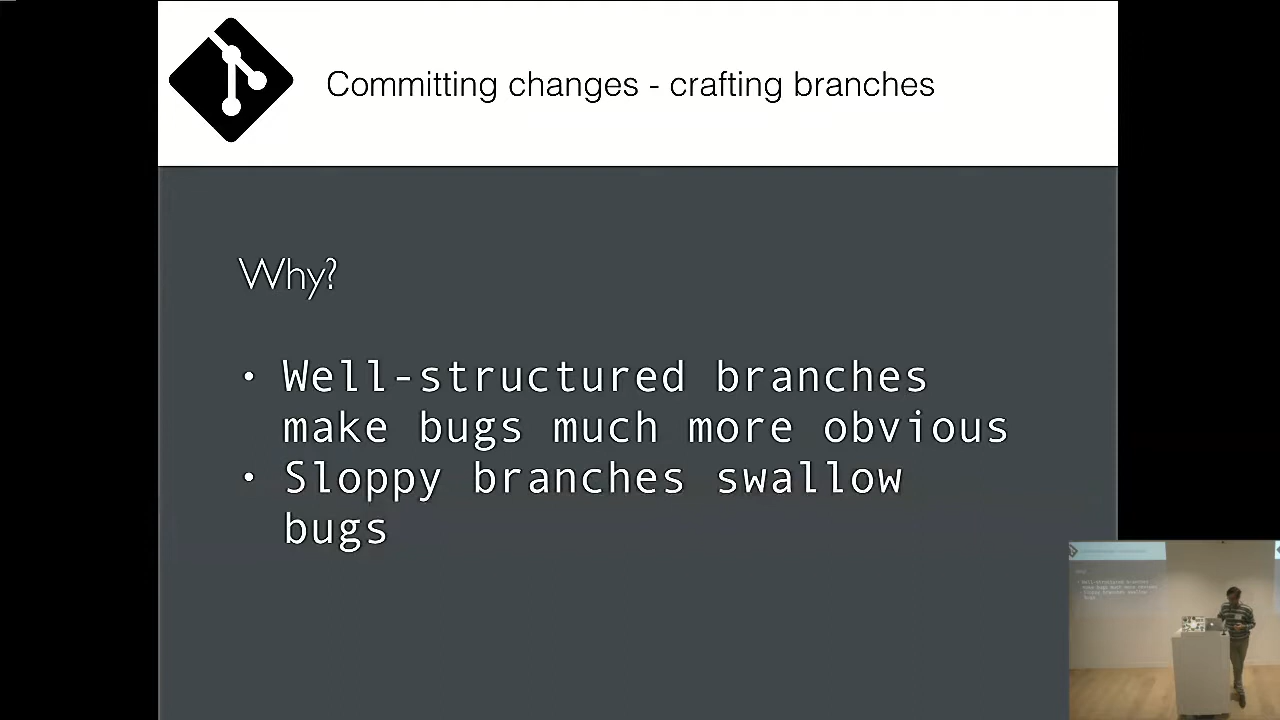 Committing changes - crafting branches
Why?
• Well-structured branches
make bugs much more obvious
• Sloppy branches swallow
bugs